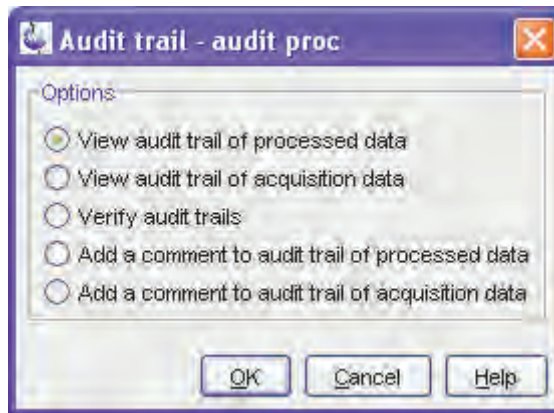 Audit trail - audit proc
Options
View audit trail of processed data
View audit trail of acquisition data
Verify audit trails
Add a comment to audit trail of processed data
Add a comment to audit trail of acquisition data
OK Cancel Help